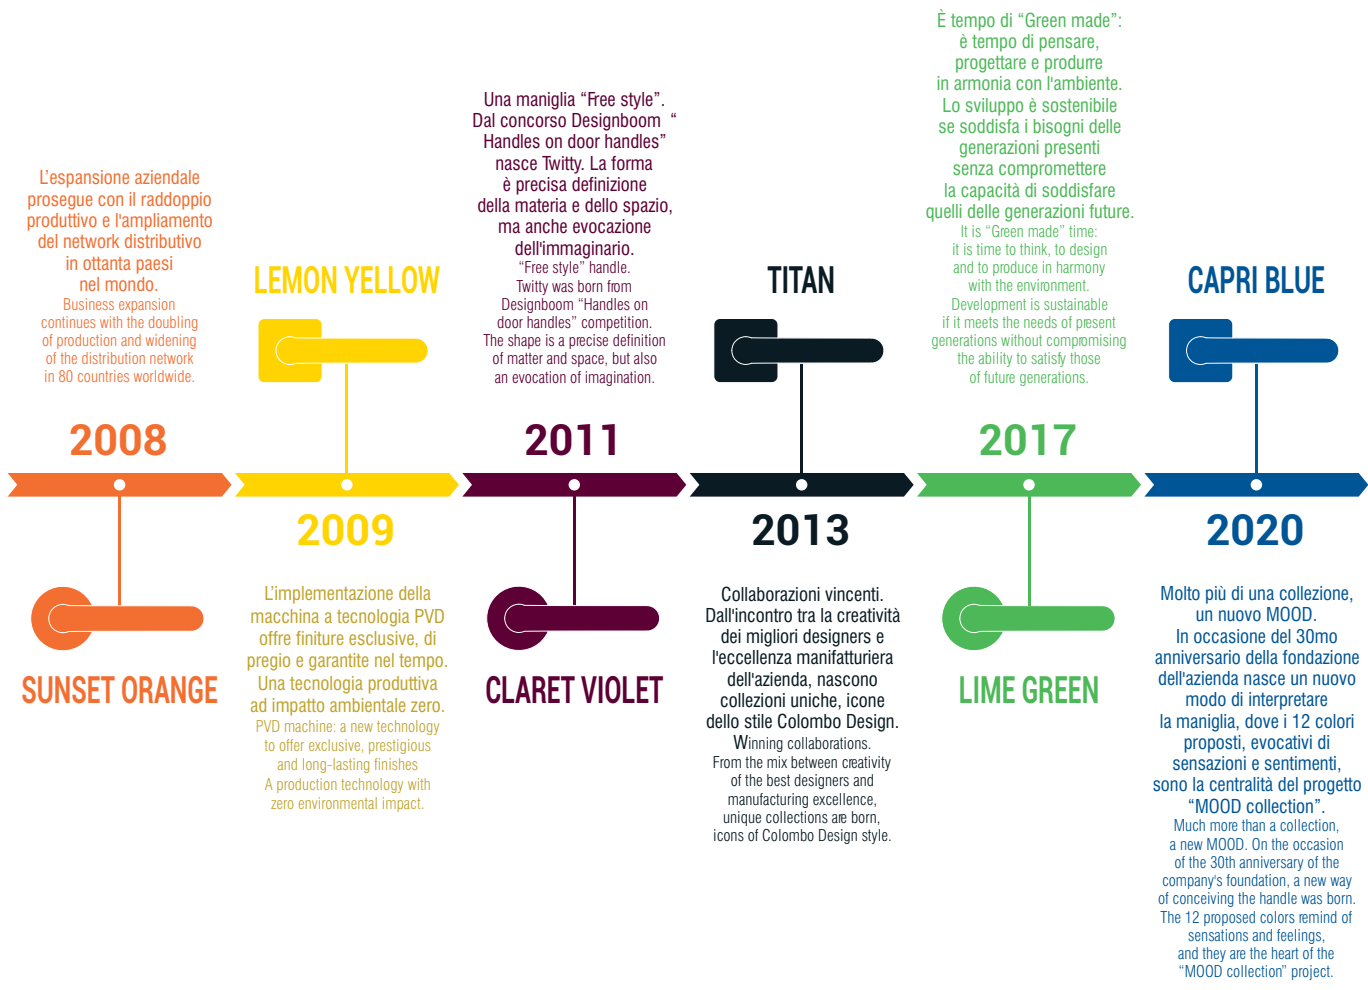 L'espansione aziendale
prosegue con il raddoppio
produttivo e l'ampliamento
del network distributivo
in ottanta paesi
nel mondo.
Business expansion
continues with the doubling
of production and widening
of the distribution network
in 80 countries worldwide.
2008
SUNSET ORANGE
LEMON YELLOW
2009
L'implementazione della
macchina a tecnologia PVD
offre finiture esclusive, di
pregio e garantite nel tempo.
Una tecnologia produttiva
ad impatto ambientale zero.
PVD machine: a new technology
to offer exclusive, prestigious
and long-lasting finishes
A production technology with
zero environmental impact.
Una maniglia “Free style”.
Dal concorso Designboom “
Handles on door handles”
nasce Twitty. La forma
è precisa definizione
della materia e dello spazio,
ma anche evocazione
dell'immaginario.
“Free style” handle.
Twitty was born from
Designboom “Handles on
door handles” competition.
The shape is a precise definition
of matter and space, but also
an evocation of imagination.
2011
CLARET VIOLET
TITAN
2013
Collaborazioni vincenti.
Dall'incontro tra la creatività
dei migliori designers e
l'eccellenza manifatturiera
dell'azienda, nascono
collezioni uniche, icone
dello stile Colombo Design.
Winning collaborations.
From the mix between creativity
of the best designers and
manufacturing excellence,
unique collections are born,
icons of Colombo Design style.
È tempo di “Green made”:
è tempo di pensare,
progettare e produrre
in armonia con l'ambiente.
Lo sviluppo è sostenibile
se soddisfa i bisogni delle
generazioni presenti
senza compromettere
la capacità di soddisfare
quelli delle generazioni future.
It is “Green made” time:
it is time to think, to design
and to produce in harmony
with the environment.
Development is sustainable
if it meets the needs of present
generations without compromising
the ability to satisfy those
of future generations.
2017
LIME GREEN
CAPRI BLUE
2020
Molto più di una collezione,
un nuovo MOOD.
In occasione del 30mo
anniversario della fondazione
dell'azienda nasce un nuovo
modo di interpretare
la maniglia, dove i 12 colori
proposti, evocativi di
sensazioni e sentimenti,
sono la centralità del progetto
“MOOD collection”.
Much more than a collection,
a new MOOD. On the occasion
of the 30th anniversary of the
company's foundation, a new way
of conceiving the handle was born.
The 12 proposed colors remind of
sensations and feelings,
and they are the heart of the
“MOOD collection” project.